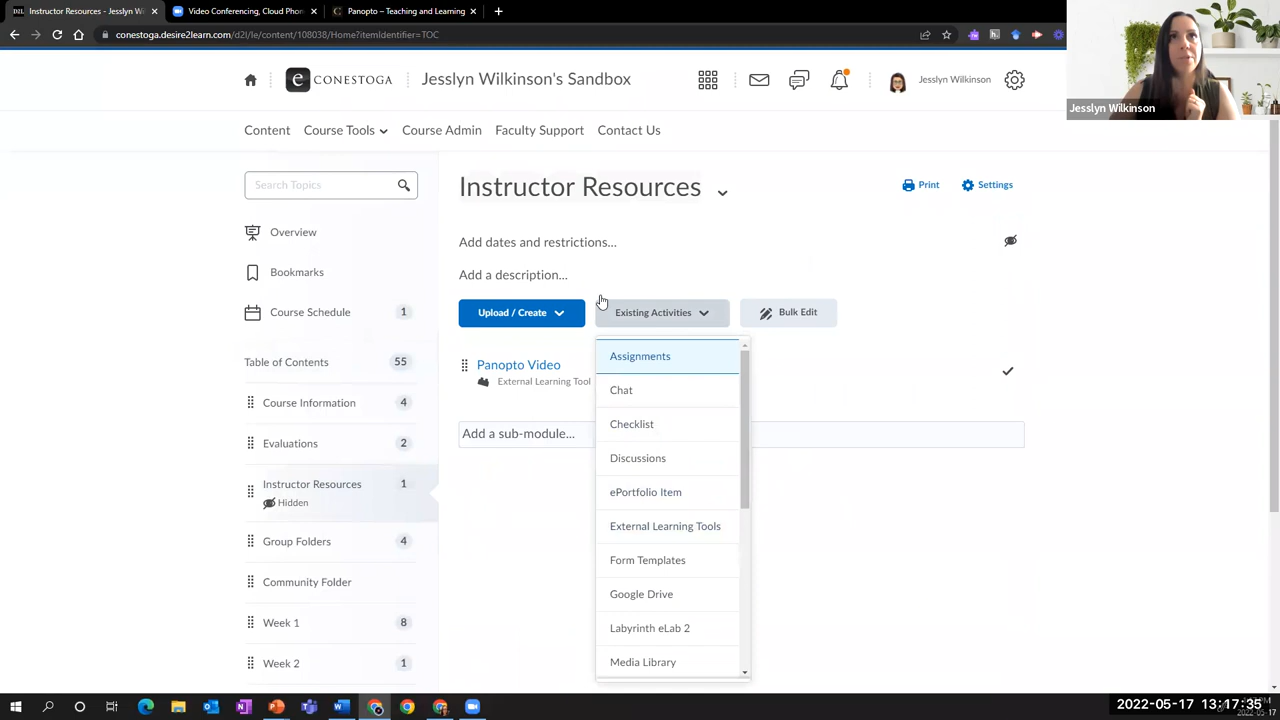 Instructor Resources - Jesslyn Wil
Video Conferencing, Cloud Phon
Panopto – Teaching and Learning
conestoga.desire2learn.com/d2l/le/content/108038/Home?itemIdentifier=TOC
CONESTOGA
Jesslyn Wilkinson's Sandbox
Jesslyn Wilkinson
Jesslyn Wilkinson
Content
Course Tools
Course Admin
Faculty Support
Contact Us
Search Topics
Overview
Bookmarks
Course Schedule 1
Table of Contents 55
Course Information 4
Evaluations 2
Instructor Resources 1
Hidden
Group Folders 4
Community Folder
Week 1 8
Week 2 1
Instructor Resources
Print
Settings
Add dates and restrictions...
Add a description...
Upload / Create
Existing Activities
Bulk Edit
Panopto Video
External Learning Tool
Add a sub-module...
Assignments
Chat
Checklist
Discussions
ePortfolio Item
External Learning Tools
Form Templates
Google Drive
Labyrinth eLab 2
Media Library
2022-05-17 13:17:35